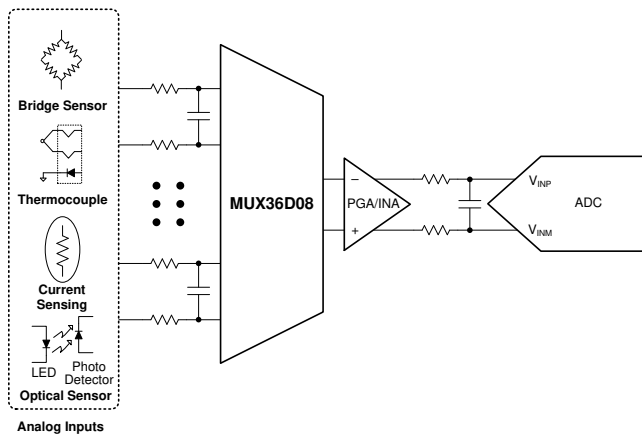 Bridge Sensor
Thermocouple
Current
Sensing
LED
Photo
Detector
Optical Sensor
Analog Inputs
MUX36D08
−
+
PGA/INA
VINP
VINM
ADC